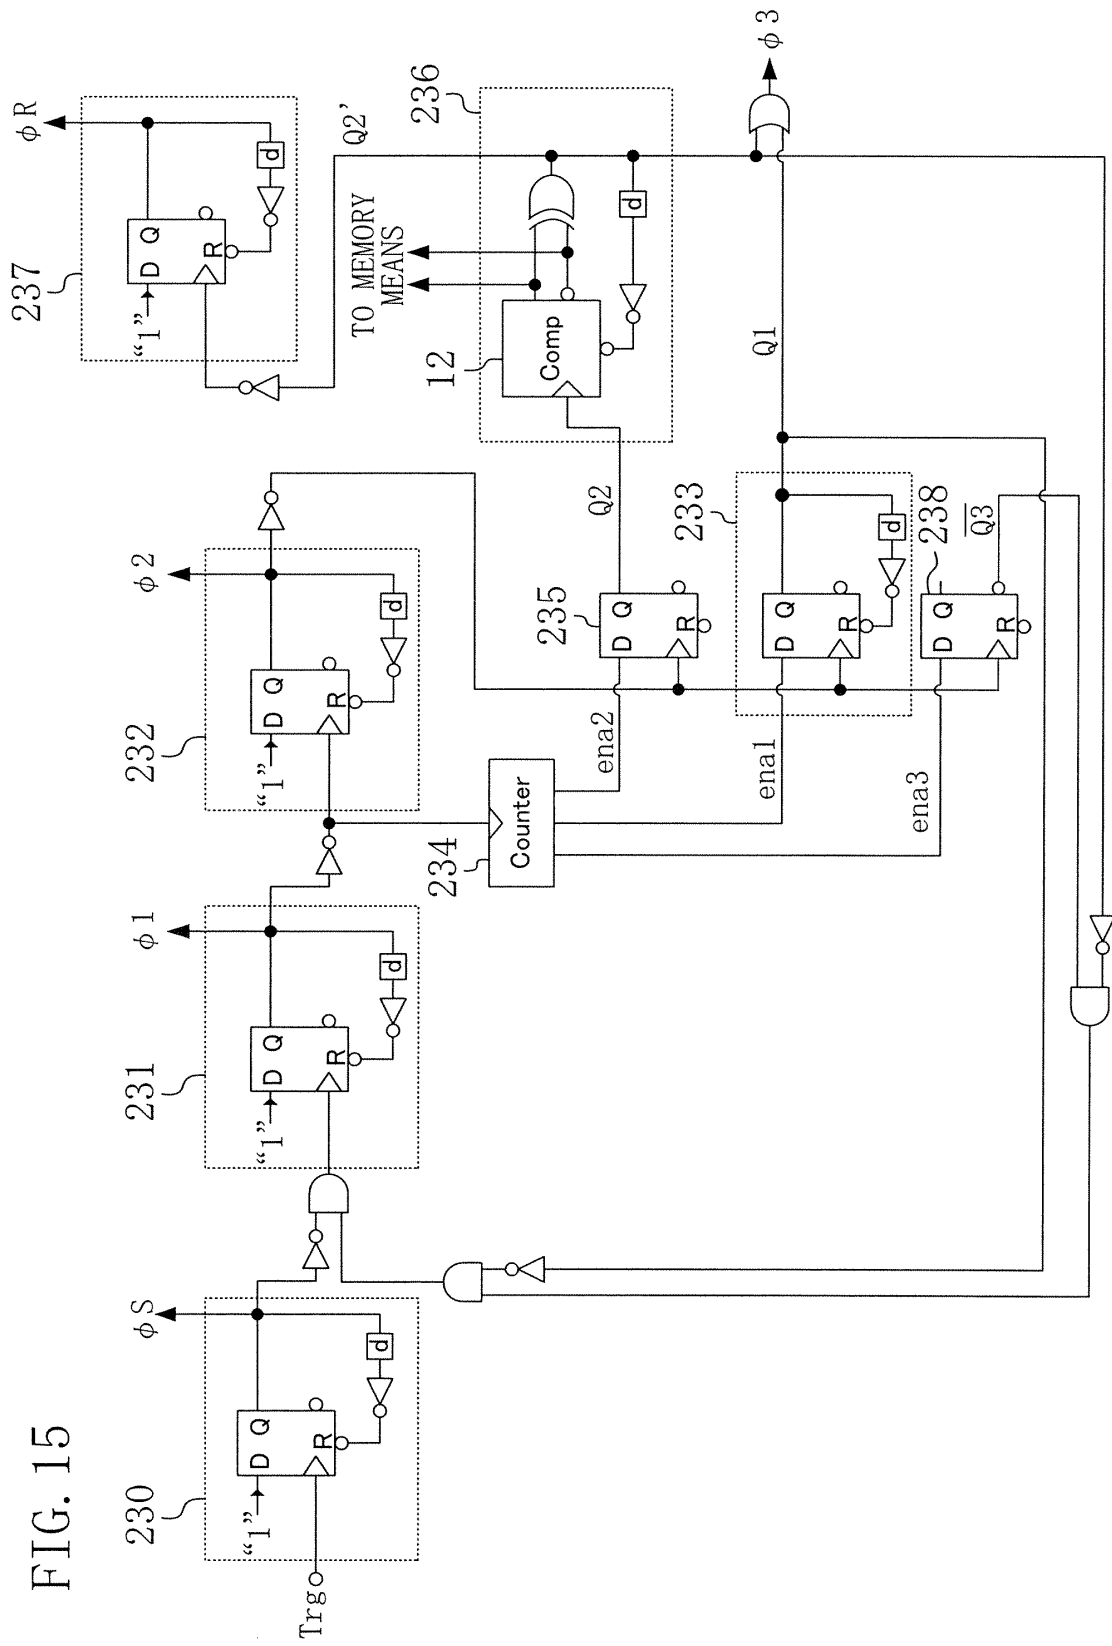 FIG. 15
Trg
230
“1”
D Q
R
d
φS
231
“1”
D Q
R
d
φ1
232
“1”
D Q
R
d
φ2
234
Counter
ena2
ena1
ena3
235
D Q
R
Q2
233
D Q
R
d
Q1
238
D Q
R
Q3
237
“1”
D Q
R
d
φR
Q2’
236
12
Comp
d
TO MEMORY
MEANS
φ3